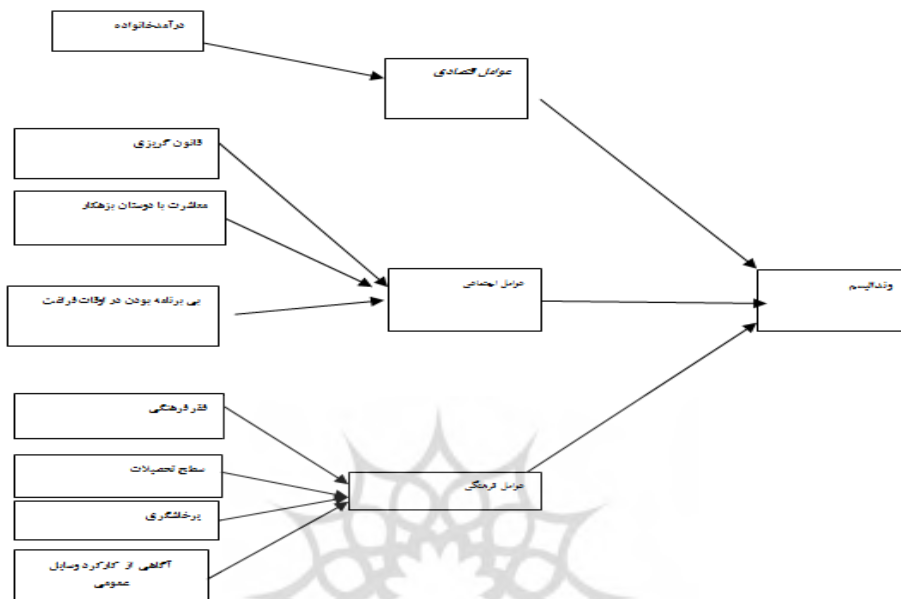 درآمدخانواده
عوامل اقتصادی
قانون گریزی
معاشرت با دوستان بزهکار
بی برنامه بودن در اوقات فراغت
عوامل اجتماعی
وندالیسم
فقر فرهنگی
سطح تحصیلات
پرخاشگری
آگاهی از کارکرد وسایل
عمومی
عوامل فرهنگی